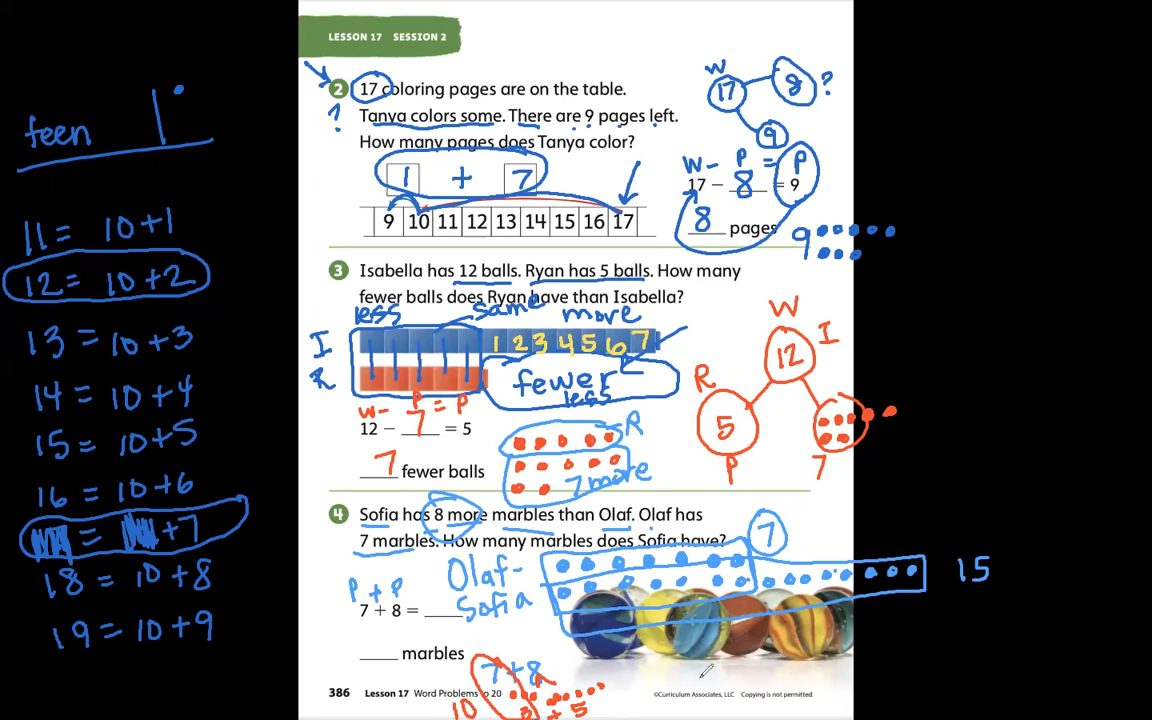 teen 1
11 = 10+1
12 = 10+2
13 = 10+3
14 = 10+4
15 = 10+5
16 = 10+6
= +7
18 = 10+8
19 = 10+9
LESSON 17 SESSION 2
2 17 coloring pages are on the table.
? Tanya colors some. There are 9 pages left.
How many pages does Tanya color?
1 + 7
9 10 11 12 13 14 15 16 17
W
17 8 ?
9
W - P = P
17 - 8 = 9
8 pages
9
3 Isabella has 12 balls. Ryan has 5 balls. How many
fewer balls does Ryan have than Isabella?
less same more
I 1 2 3 4 5 6 7
R fewer
less
W - P = P
12 - 7 = 5
7 fewer balls
R
7 more
W
12 I
R
5
P 7
4 Sofia has 8 more marbles than Olaf. Olaf has
7 marbles. How many marbles does Sofia have?
7
Olaf-
Sofia
15
P + P
7 + 8 = ____
____ marbles
7+8
10 3 + 5
386 Lesson 17 Word Problems to 20
©Curriculum Associates, LLC Copying is not permitted.